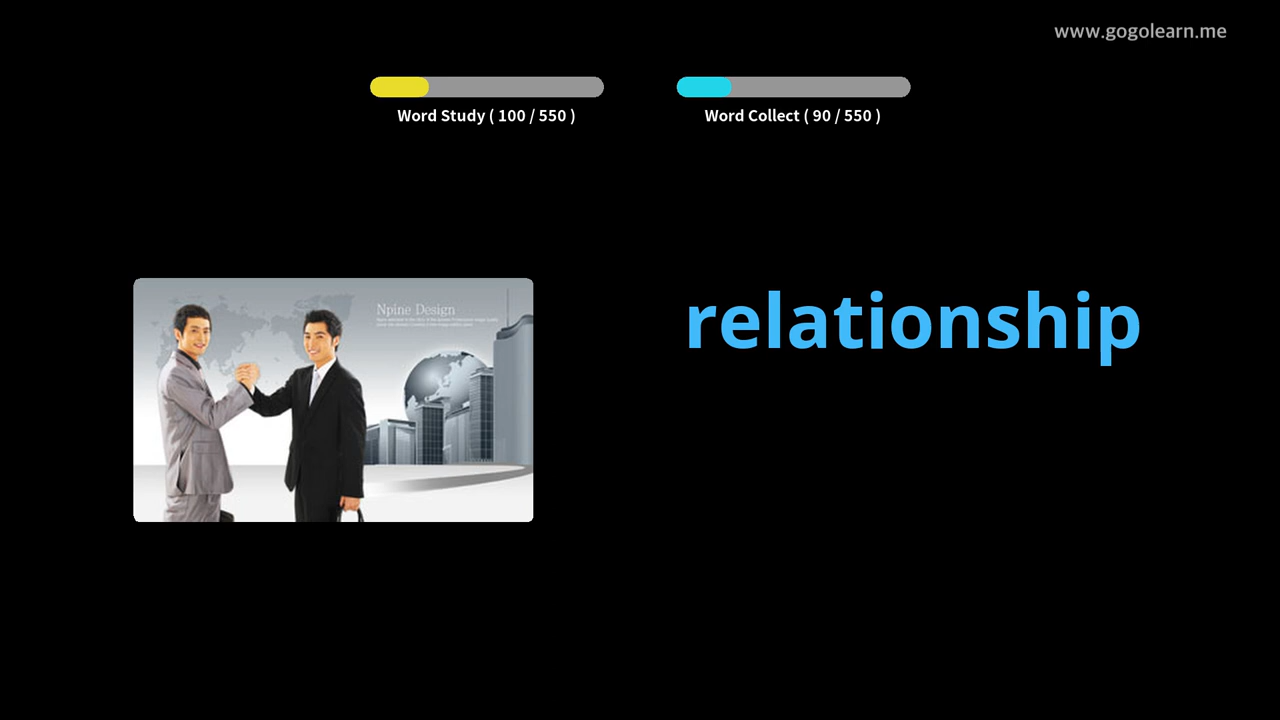 www.gogolearn.me
Word Study ( 100 / 550 )
Word Collect ( 90 / 550 )
Npine Design
relationship